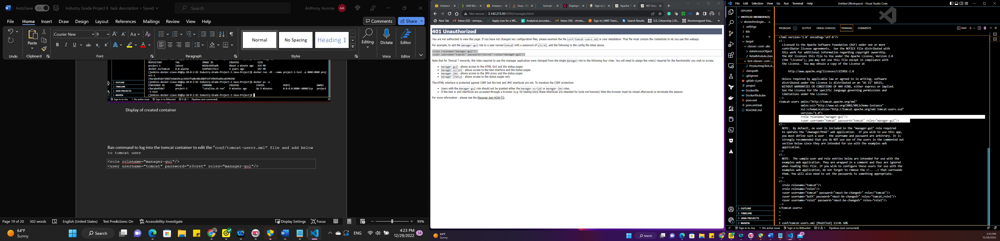 AutoSave On Industry Grade Project II task description • Saved Search Anthony Asonze AA
File Home Insert Draw Design Layout References Mailings Review View Help Comments Share
Courier New 9
Paste
Normal No Spacing Heading 1
Editing Dictate Editor
Undo Clipboard Font Paragraph Styles Voice Editor
REPOSITORY TAG IMAGE ID CREATED SIZE
project-1 latest 0d18c6695a6b About a minute ago 154 MB
docker.io/tomcat 8.0-alpine 624fb61775c3 4 years ago 147 MB
[jenkins-docker-slave-01@ip-10-0-2-83 Industry-Grade-Project-I-Java-Project]$ docker run -dt --name project-1-test -p 8080:8080 proj
ect-1
[jenkins-docker-slave-01@ip-10-0-2-83 Industry-Grade-Project-I-Java-Project]$ docker ps -a
CONTAINER ID IMAGE COMMAND CREATED STATUS PORTS NAMES
c9acabe45de7 project-1 "catalina.sh run" 9 minutes ago Up 9 minutes 0.0.0.0:8080->8080/tcp project
-1-test
[jenkins-docker-slave-01@ip-10-0-2-83 Industry-Grade-Project-I-Java-Project]$
OUTLINE
TIMELINE
JAVA PROJECTS
MAVEN
Sign in to Jira No active issue Sign in to Bitbucket 0 1 Pipelines (not connected)
Display of created container
Ran command to log into the tomcat container to edit the “conf/tomcat-users.xml” file and add below
to tomcat user
<role rolename="manager-gui"/>
<user username="tomcat" password="s3cret" roles="manager-gui"/>
Page 19 of 20 302 words English (United States) Text Predictions: On Accessibility: Investigate Display Settings Focus 99%
64°F
Sunny
Search
ENG
4:23 PM
12/29/2022
34
Instance IAM Man Instance linux - Ho tomcat - Deploying Sign in Apache T 401 Unau
Not secure 3.143.213.93:8080/manager/html
New Tab Inbox (32) - emmya... Apply now for a WE... Analytical procedur... Inbox (16) - christo... Sign In | AWS Traini... Search Results U.S. Citizenship | US... Nonimmigrant Visa... »
401 Unauthorized
You are not authorized to view this page. If you have not changed any configuration files, please examine the file conf/tomcat-users.xml in your installation. That file must contain the credentials to let you use this webapp.
For example, to add the manager-gui role to a user named tomcat with a password of s3cret, add the following to the config file listed above.
<role rolename="manager-gui"/>
<user username="tomcat" password="s3cret" roles="manager-gui"/>
Note that for Tomcat 7 onwards, the roles required to use the manager application were changed from the single manager role to the following four roles. You will need to assign the role(s) required for the functionality you wish to access.
manager-gui - allows access to the HTML GUI and the status pages
manager-script - allows access to the text interface and the status pages
manager-jmx - allows access to the JMX proxy and the status pages
manager-status - allows access to the status pages only
The HTML interface is protected against CSRF but the text and JMX interfaces are not. To maintain the CSRF protection:
Users with the manager-gui role should not be granted either the manager-script or manager-jmx roles.
If the text or jmx interfaces are accessed through a browser (e.g. for testing since these interfaces are intended for tools not humans) then the browser must be closed afterwards to terminate the session.
For more information - please see the Manager App HOW-TO.
64°F
Sunny
Search
File Edit Selection View Go Run Terminal Help Untitled (Workspace) - Visual Studio Code
EXPLORER
UNTITLED (WORKSPACE)
abctechnologie...
.settings
k8s
src
target
classes \ com \ abc
dataAccessObject
RetailModule.class
test-classes \ com \...
ProductImpTest.cl...
.classpath
.gitignore
.gitlab-ci.yml
.project
Dockerfile
Dockerfile.kube
pom.xml
pom.xml.bak
README.md
OUTLINE
TIMELINE
JAVA PROJECTS
MAVEN
PROBLEMS 1 OUTPUT DEBUG CONSOLE TERMINAL COMMENTS bash
<?xml version='1.0' encoding='utf-8'?>
<!--
Licensed to the Apache Software Foundation (ASF) under one or more
contributor license agreements. See the NOTICE file distributed with
this work for additional information regarding copyright ownership.
The ASF licenses this file to You under the Apache License, Version 2.0
(the "License"); you may not use this file except in compliance with
the License. You may obtain a copy of the License at
http://www.apache.org/licenses/LICENSE-2.0
Unless required by applicable law or agreed to in writing, software
distributed under the License is distributed on an "AS IS" BASIS,
WITHOUT WARRANTIES OR CONDITIONS OF ANY KIND, either express or implied.
See the License for the specific language governing permissions and
limitations under the License.
-->
<tomcat-users xmlns="http://tomcat.apache.org/xml"
xmlns:xsi="http://www.w3.org/2001/XMLSchema-instance"
xsi:schemaLocation="http://tomcat.apache.org/xml tomcat-users.xsd"
version="1.0">
<role rolename="manager-gui"/>
<user username="tomcat" password="tomcat" roles="manager-gui"/>
<!--
NOTE: By default, no user is included in the "manager-gui" role required
to operate the "/manager/html" web application. If you wish to use this app,
you must define such a user - the username and password are arbitrary. It is
strongly recommended that you do NOT use one of the users in the commented out
section below since they are intended for use with the examples web
application.
-->
<!--
NOTE: The sample user and role entries below are intended for use with the
examples web application. They are wrapped in a comment and thus are ignored
when reading this file. If you wish to configure these users for use with the
examples web application, do not forget to remove the <!.. ..> that surrounds
them. You will also need to set the passwords to something appropriate.
-->
<!--
<role rolename="tomcat"/>
<role rolename="role1"/>
<user username="tomcat" password="<must-be-changed>" roles="tomcat"/>
<user username="both" password="<must-be-changed>" roles="tomcat,role1"/>
<user username="role1" password="<must-be-changed>" roles="role1"/>
-->
</tomcat-users>
~
~
~
I conf/tomcat-users.xml [Modified] 23/46 50%
Sign in to Jira No active issue Sign in to Bitbucket 0 1 Pipelines (not connected)
20
4:23 PM
12/29/2022